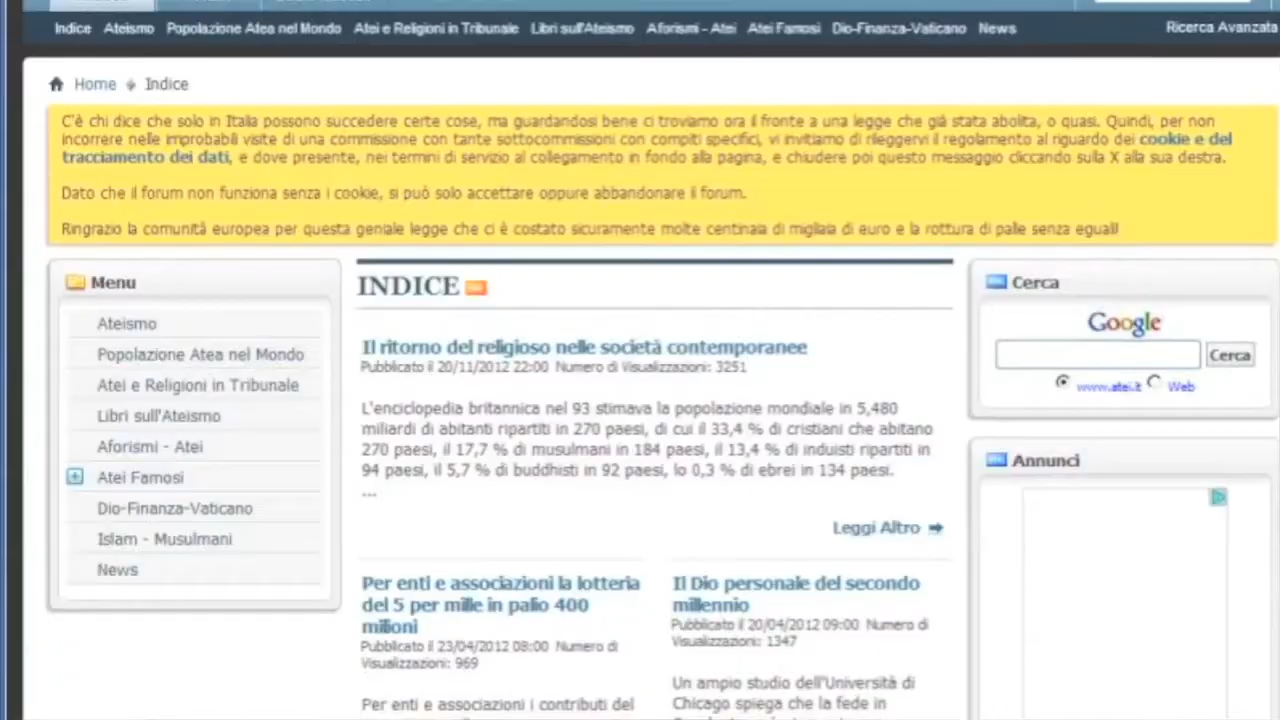 Indice Ateismo Popolazione Atea nel Mondo Atei e Religioni in Tribunale Libri sull'Ateismo Aforismi - Atei Atei Famosi Dio-Finanza-Vaticano News Ricerca Avanzata
Home Indice
C'è chi dice che solo in Italia possono succedere certe cose, ma guardandosi bene ci troviamo ora il fronte a una legge che già stata abolita, o quasi. Quindi, per non
incorrere nelle improbabili visite di una commissione con tante sottocommissioni con compiti specifici, vi invitiamo di rileggervi il regolamento al riguardo dei cookie e del
tracciamento dei dati, e dove presente, nei termini di servizio al collegamento in fondo alla pagina, e chiudere poi questo messaggio cliccando sulla X alla sua destra.
Dato che il forum non funziona senza i cookie, si può solo accettare oppure abbandonare il forum.
Ringrazio la comunità europea per questa geniale legge che ci è costato sicuramente molte centinaia di migliaia di euro e la rottura di palle senza eguali!
Menu
Ateismo
Popolazione Atea nel Mondo
Atei e Religioni in Tribunale
Libri sull'Ateismo
Aforismi - Atei
Atei Famosi
Dio-Finanza-Vaticano
Islam - Musulmani
News
INDICE
Il ritorno del religioso nelle società contemporanee
Pubblicato il 20/11/2012 22:00 Numero di Visualizzazioni: 3251
L'enciclopedia britannica nel 93 stimava la popolazione mondiale in 5,480
miliardi di abitanti ripartiti in 270 paesi, di cui il 33,4 % di cristiani che abitano
270 paesi, il 17,7 % di musulmani in 184 paesi, il 13,4 % di induisti ripartiti in
94 paesi, il 5,7 % di buddhisti in 92 paesi, lo 0,3 % di ebrei in 134 paesi.
...
Leggi Altro
Per enti e associazioni la lotteria
del 5 per mille in palio 400
milioni
Pubblicato il 23/04/2012 08:00 Numero di
Visualizzazioni: 969
Per enti e associazioni i contributi del
Il Dio personale del secondo
millennio
Pubblicato il 20/04/2012 09:00 Numero di
Visualizzazioni: 1347
Un ampio studio dell'Università di
Chicago spiega che la fede in
Cerca
Google
Cerca
www.atei.it Web
Annunci